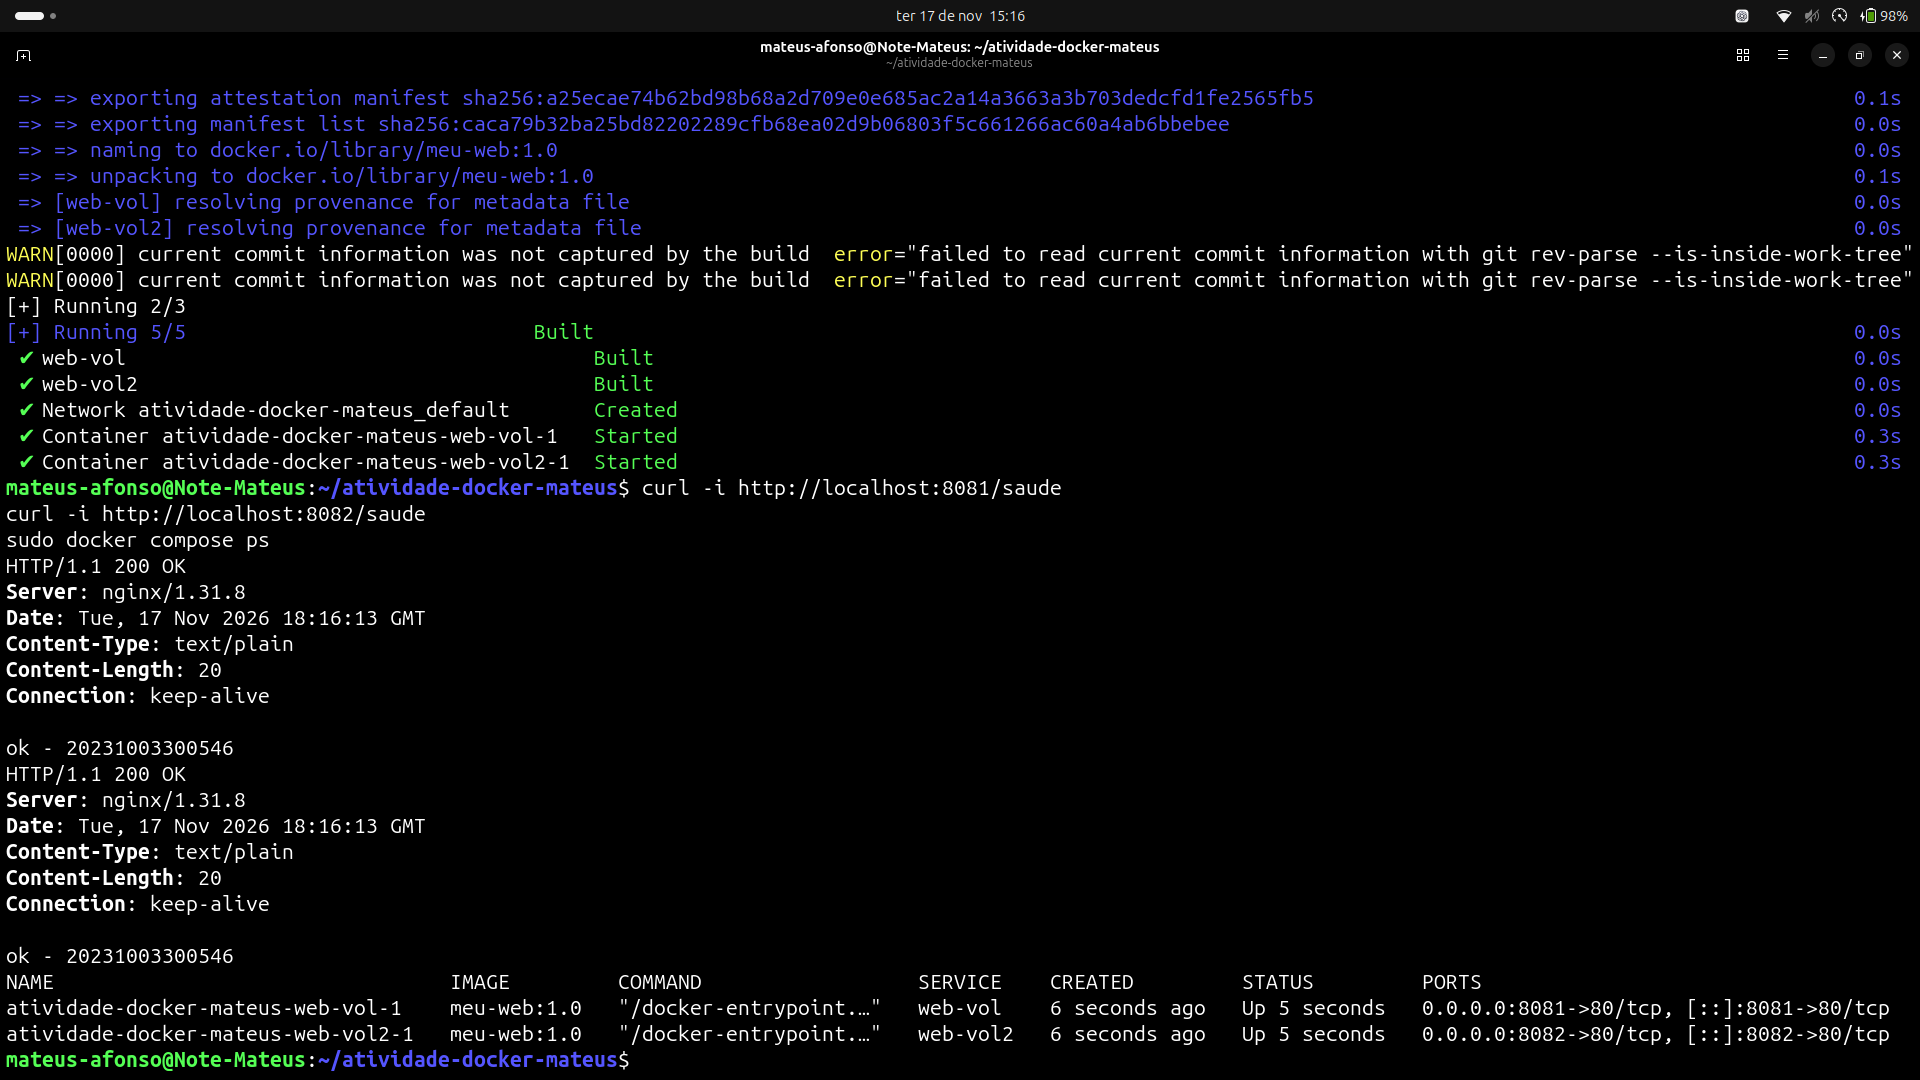 ter 17 de nov 15:16
98%
mateus-afonso@Note-Mateus: ~/atividade-docker-mateus
~/atividade-docker-mateus
=> => exporting attestation manifest sha256:a25ecae74b62bd98b68a2d709e0e685ac2a14a3663a3b703dedcfd1fe2565fb5 0.1s
=> => exporting manifest list sha256:caca79b32ba25bd82202289cfb68ea02d9b06803f5c661266ac60a4ab6bbebee 0.0s
=> => naming to docker.io/library/meu-web:1.0 0.0s
=> => unpacking to docker.io/library/meu-web:1.0 0.1s
=> [web-vol] resolving provenance for metadata file 0.0s
=> [web-vol2] resolving provenance for metadata file 0.0s
WARN[0000] current commit information was not captured by the build  error="failed to read current commit information with git rev-parse --is-inside-work-tree"
WARN[0000] current commit information was not captured by the build  error="failed to read current commit information with git rev-parse --is-inside-work-tree"
[+] Running 2/3
[+] Running 5/5 Built 0.0s
✔ web-vol Built 0.0s
✔ web-vol2 Built 0.0s
✔ Network atividade-docker-mateus_default Created 0.0s
✔ Container atividade-docker-mateus-web-vol-1 Started 0.3s
✔ Container atividade-docker-mateus-web-vol2-1 Started 0.3s
mateus-afonso@Note-Mateus:~/atividade-docker-mateus$ curl -i http://localhost:8081/saude
curl -i http://localhost:8082/saude
sudo docker compose ps
HTTP/1.1 200 OK
Server: nginx/1.31.8
Date: Tue, 17 Nov 2026 18:16:13 GMT
Content-Type: text/plain
Content-Length: 20
Connection: keep-alive
ok - 20231003300546
HTTP/1.1 200 OK
Server: nginx/1.31.8
Date: Tue, 17 Nov 2026 18:16:13 GMT
Content-Type: text/plain
Content-Length: 20
Connection: keep-alive
ok - 20231003300546
NAME IMAGE COMMAND SERVICE CREATED STATUS PORTS
atividade-docker-mateus-web-vol-1 meu-web:1.0 "/docker-entrypoint.…" web-vol 6 seconds ago Up 5 seconds 0.0.0.0:8081->80/tcp, [::]:8081->80/tcp
atividade-docker-mateus-web-vol2-1 meu-web:1.0 "/docker-entrypoint.…" web-vol2 6 seconds ago Up 5 seconds 0.0.0.0:8082->80/tcp, [::]:8082->80/tcp
mateus-afonso@Note-Mateus:~/atividade-docker-mateus$